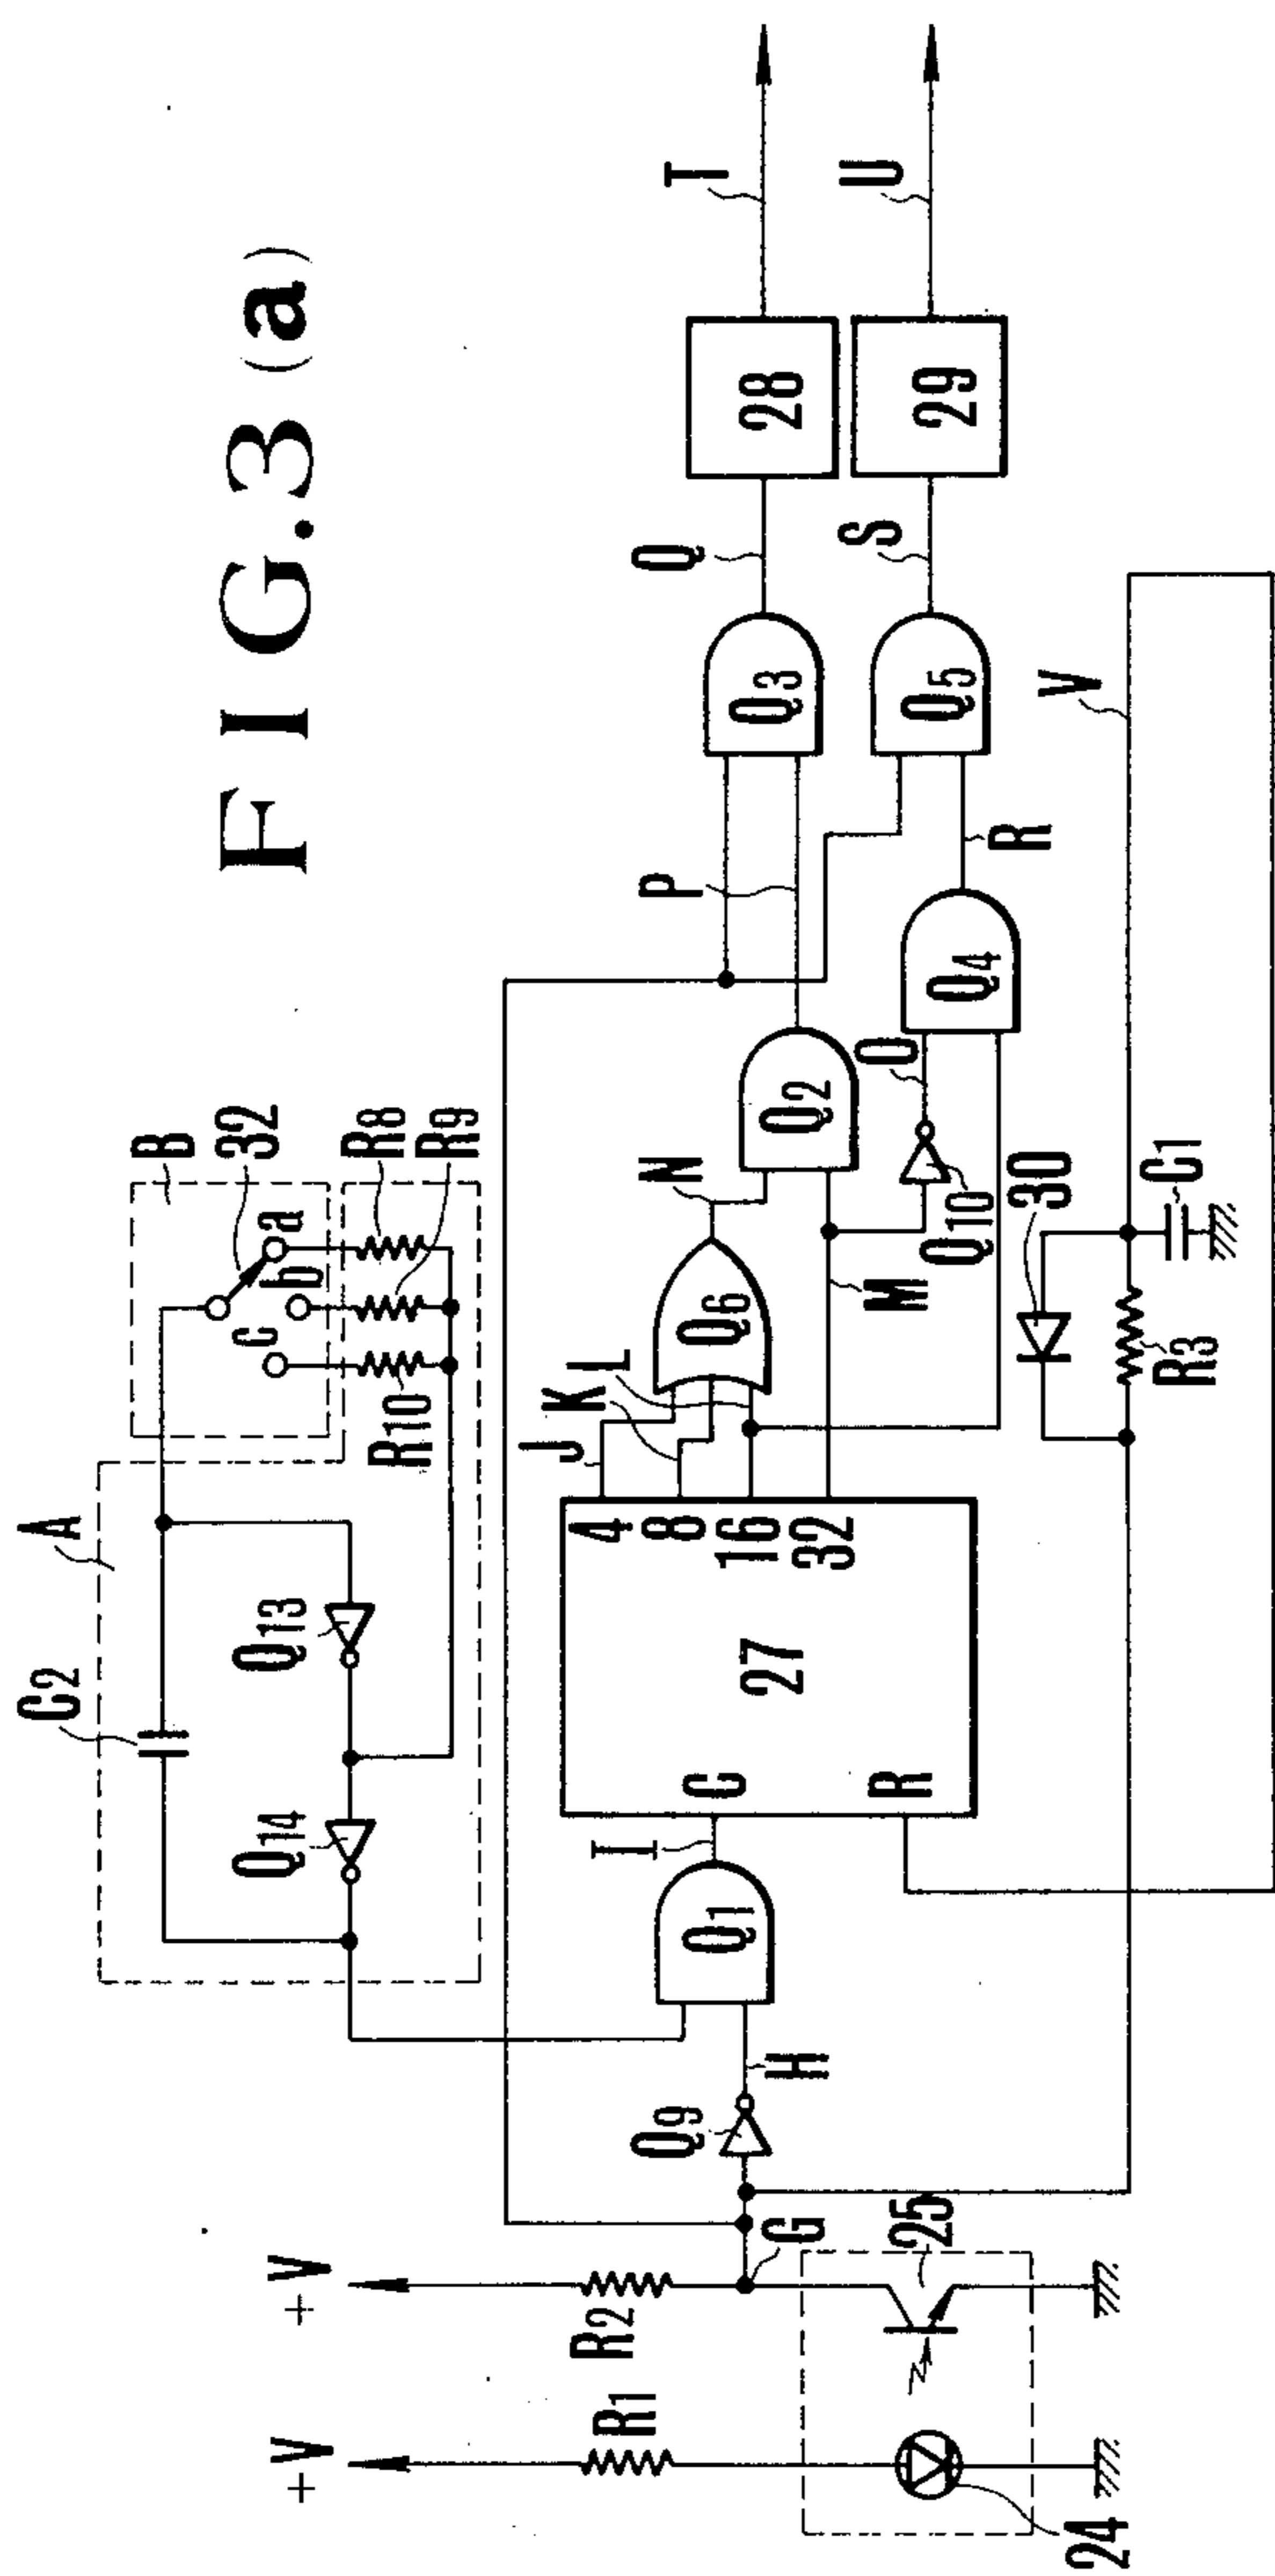 FIG.3(a)
A
B
32
C2
a
b
c
R8
R9
R10
Q13
Q14
+V
+V
R1
R2
G
24
25
Q9
H
Q1
I
C
R
27
4
8
16
32
J
K
L
M
N
Q6
Q2
Q10
O
Q4
P
R
Q3
Q5
Q
S
28
29
T
U
30
R3
C1
V